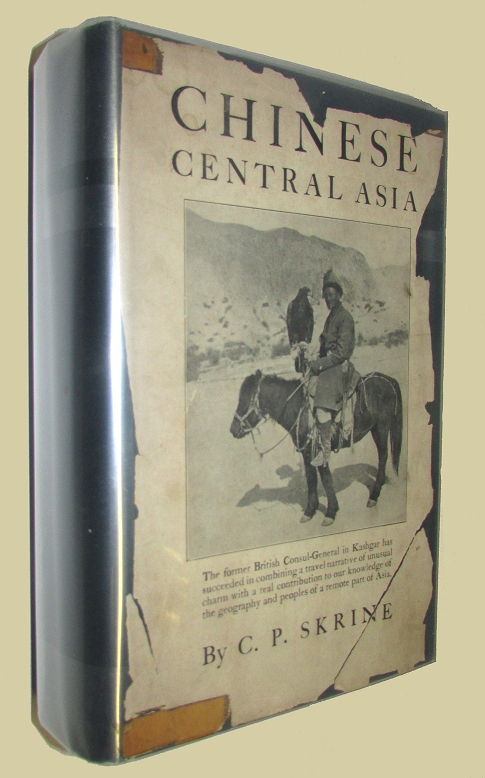 CHINESE
CENTRAL ASIA
The former British Consul-General in Kashgar has
succeeded in combining a travel narrative of unusual
charm with a real contribution to our knowledge of
the geography and peoples of a remote part of Asia.
By C. P. SKRINE